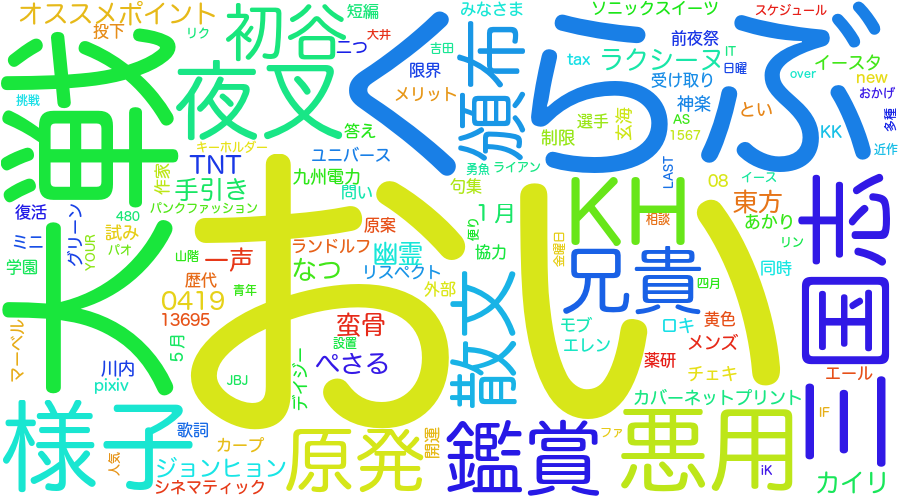 オススメポイント
投下
リク
挑戦
大戦
初谷
短編
二つ
大井
吉田
みなさま
ソニックスイーツ
スケジュール
前夜祭
IT
日曜
over
イースタ
new
おかげ
夜叉
くらぶ
頒布
限界
メリット
tax
ラクシーヌ
受け取り
神楽
とい
KK
多種
近作
答え
キーホルダー
選手
制限
玄海
AS
1567
TNT
ユニバース
勇魚
ライアン
作家
手引き
九州電力
問い
句集
LAST
イース
08
東方
復活
480
パンクファッション
おい
1月
KH
三国志
ミニ
グリーン
YOUR
パオ
試み
原案
便り
相談
あかり
リン
学園
山階
一声
ランドルフ
幽霊
協力
金曜日
兄貴
歴代
なつ
リスペクト
外部
四月
同時
0419
青年
13695
蛮骨
散文
モブ
ロキ
黄色
マーベル
5月
設置
ぺさる
エレン
薬研
メンズ
川内
pixiv
JBJ
デイジー
チェキ
エール
様子
歌詞
カープ
原発
開運
鑑賞
ファ
カバーネットプリント
悪用
IF
人気
ジョンヒョン
シネマティック
iK
カイリ